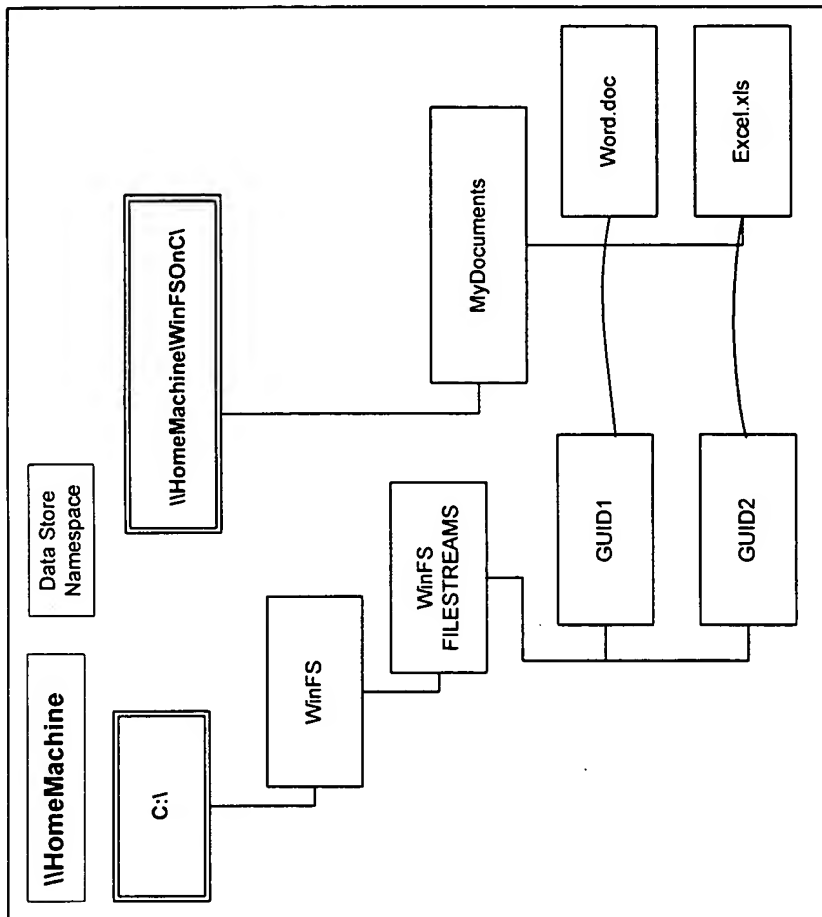 \\HomeMachine
Data Store
Namespace
C:\
\\HomeMachine\WinFSOnC\
WinFS
MyDocuments
WinFS
FILESTREAMS
GUID1
Word.doc
GUID2
Excel.xls